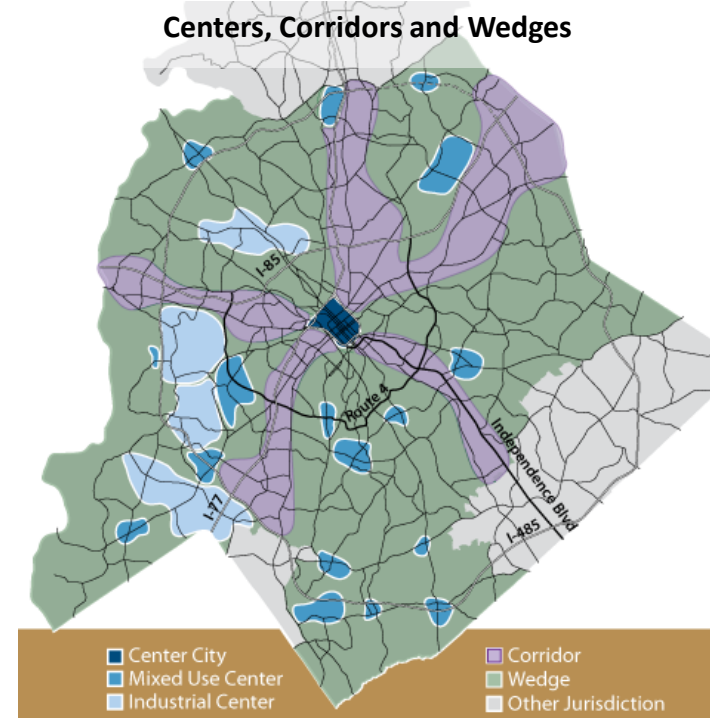 Centers, Corridors and Wedges
I-85
Route 4
Independence Blvd
I-77
I-485
Center City
Mixed Use Center
Industrial Center
Corridor
Wedge
Other Jurisdiction